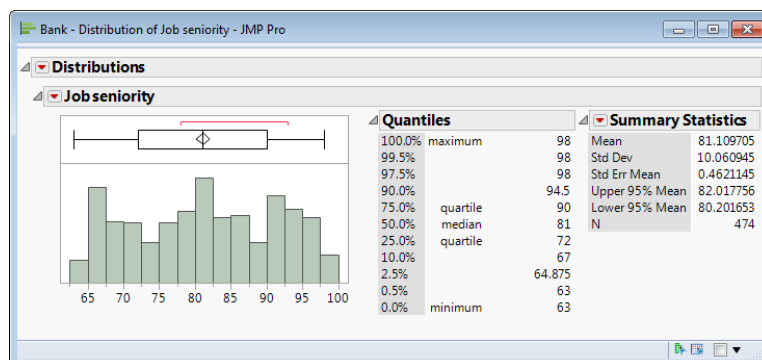 Bank - Distribution of Job seniority - JMP Pro
Distributions
Job seniority
65 70 75 80 85 90 95 100
Quantiles
100.0% maximum 98
99.5% 98
97.5% 98
90.0% 94.5
75.0% quartile 90
50.0% median 81
25.0% quartile 72
10.0% 67
2.5% 64.875
0.5% 63
0.0% minimum 63
Summary Statistics
Mean 81.109705
Std Dev 10.060945
Std Err Mean 0.4621145
Upper 95% Mean 82.017756
Lower 95% Mean 80.201653
N 474